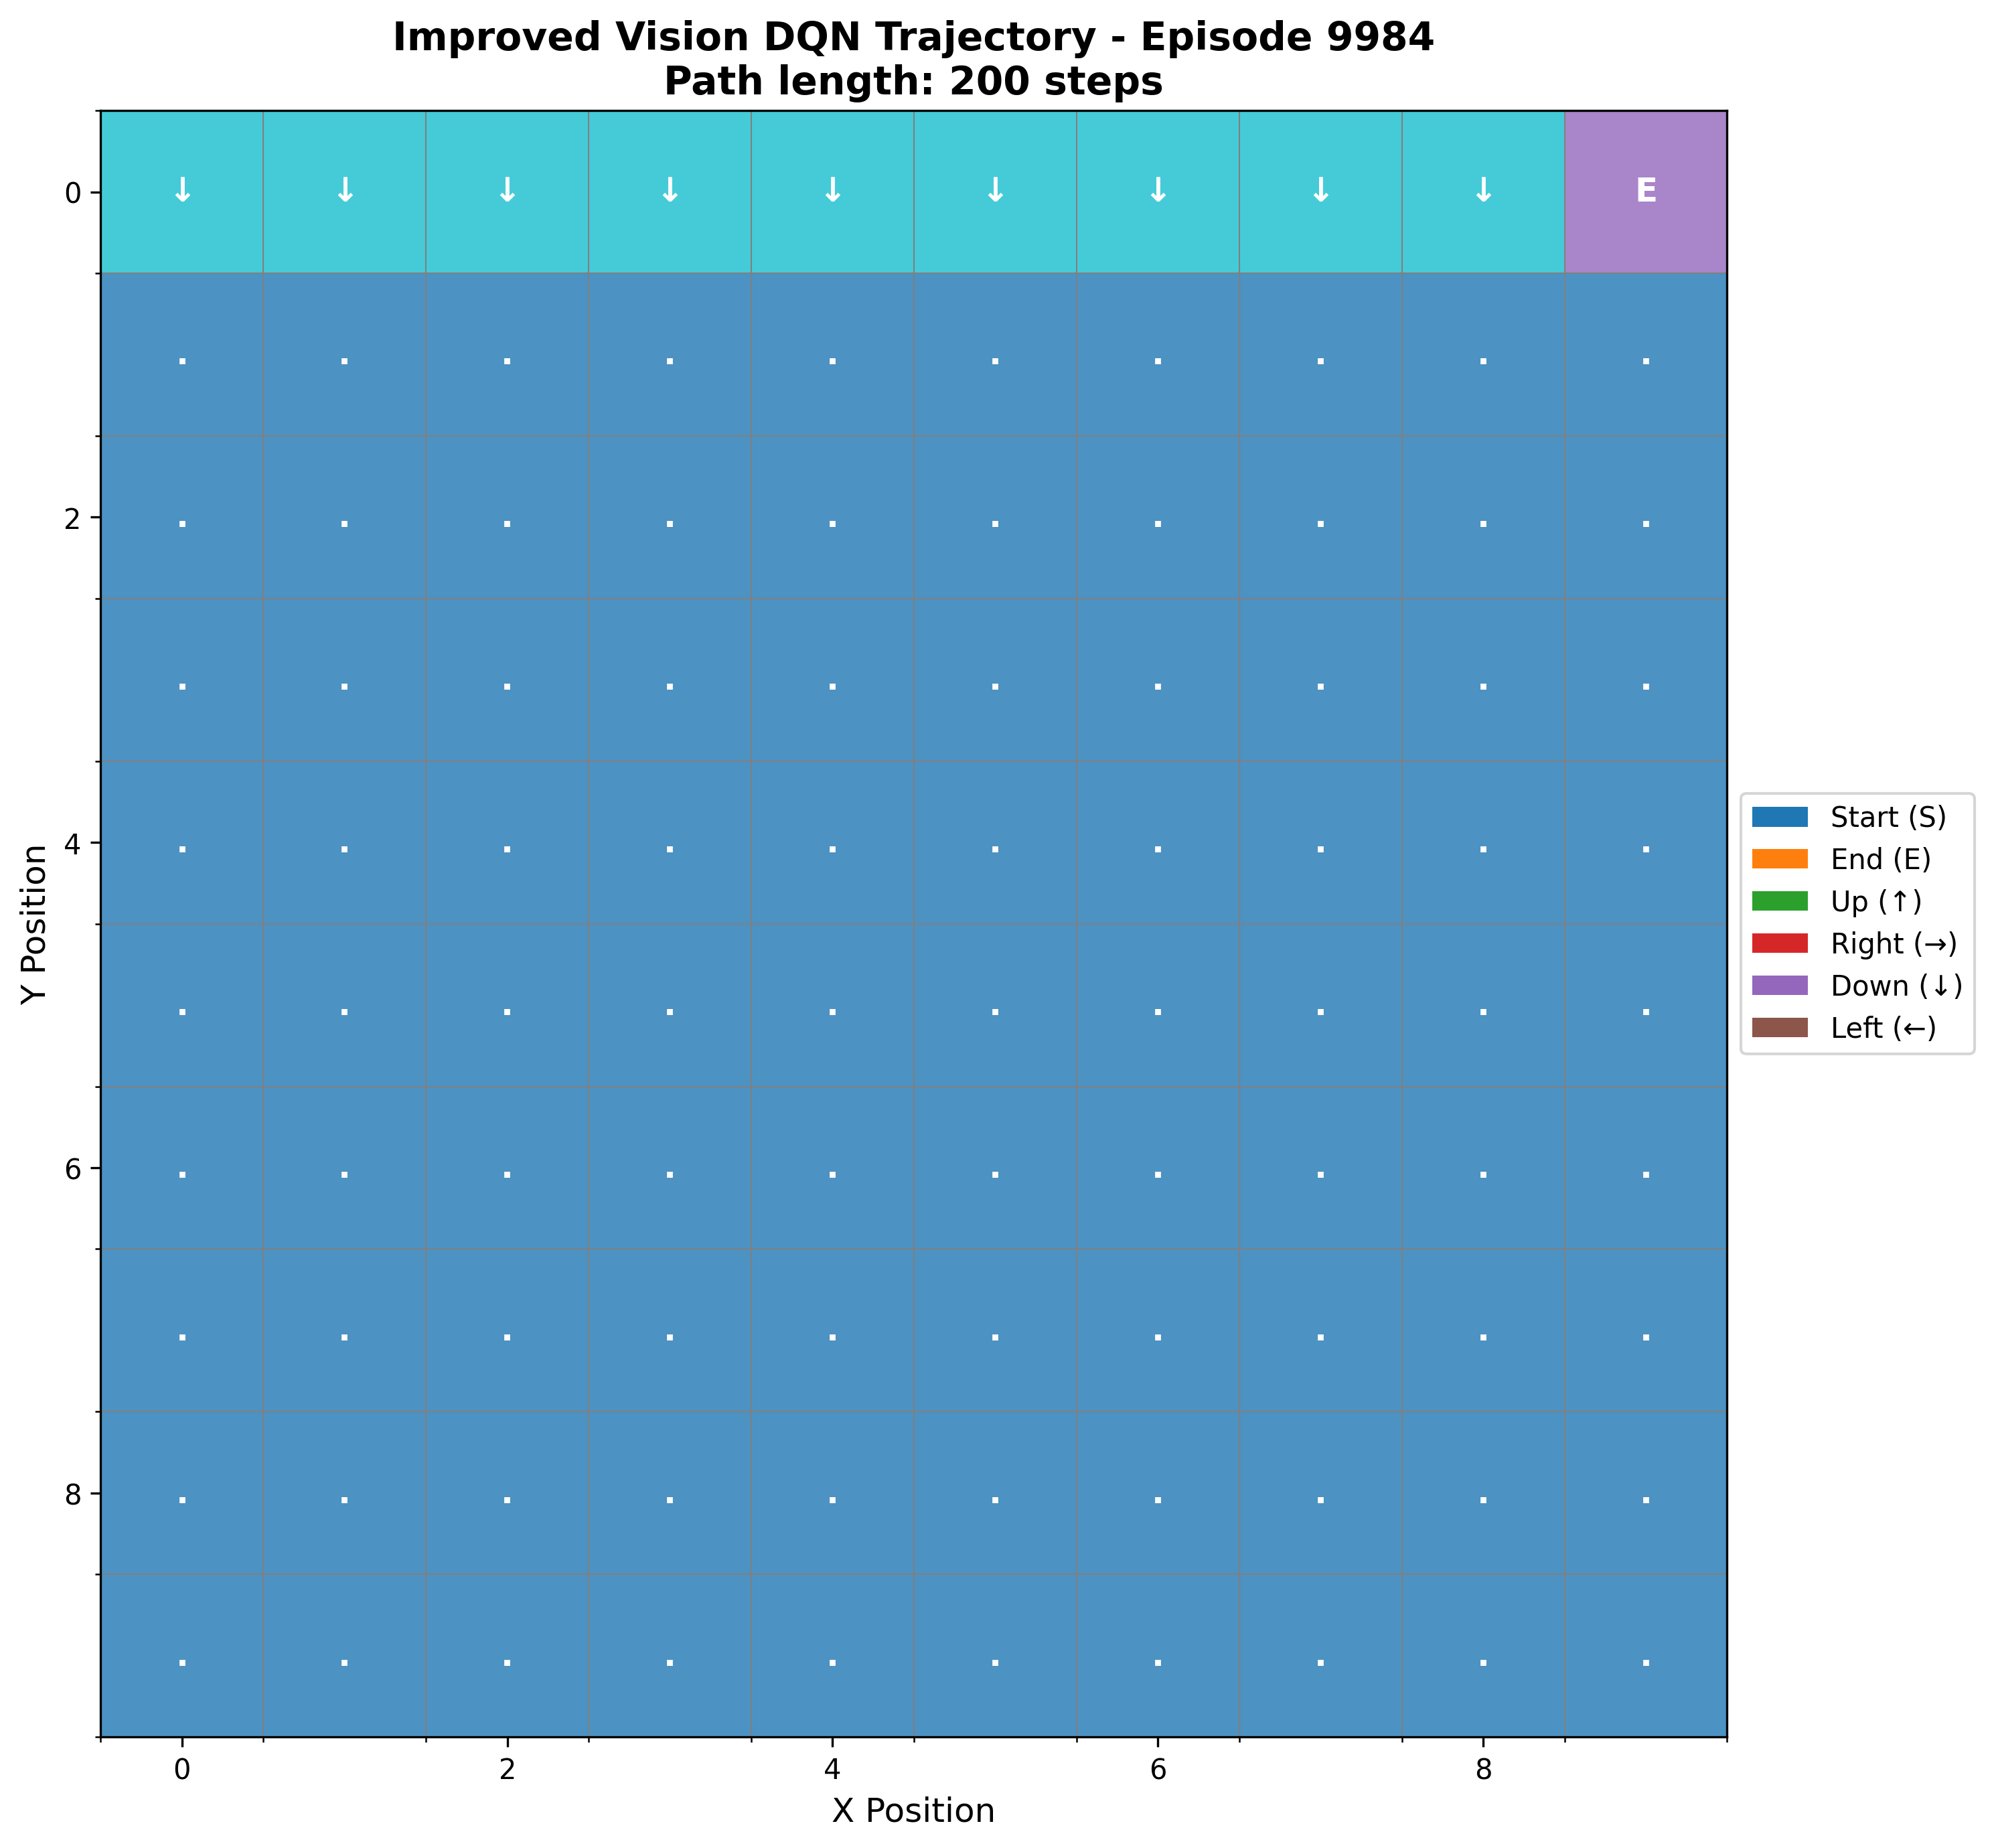 Improved Vision DQN Trajectory - Episode 9984
Path length: 200 steps
0 ↓ ↓ ↓ ↓ ↓ ↓ ↓ ↓ ↓ E
. . . . . . . . . .
2 . . . . . . . . . .
. . . . . . . . . .
4 . . . . . . . . . .
. . . . . . . . . .
6 . . . . . . . . . .
. . . . . . . . . .
8 . . . . . . . . . .
. . . . . . . . . .
0 2 4 6 8
X Position
Y Position
Start (S)
End (E)
Up (↑)
Right (→)
Down (↓)
Left (←)